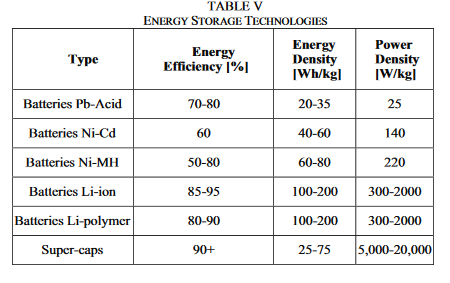 TABLE V
ENERGY STORAGE TECHNOLOGIES
Type Energy Efficiency [%] Energy Density [Wh/kg] Power Density [W/kg]
Batteries Pb-Acid 70-80 20-35 25
Batteries Ni-Cd 60 40-60 140
Batteries Ni-MH 50-80 60-80 220
Batteries Li-ion 85-95 100-200 300-2000
Batteries Li-polymer 80-90 100-200 300-2000
Super-caps 90+ 25-75 5,000-20,000